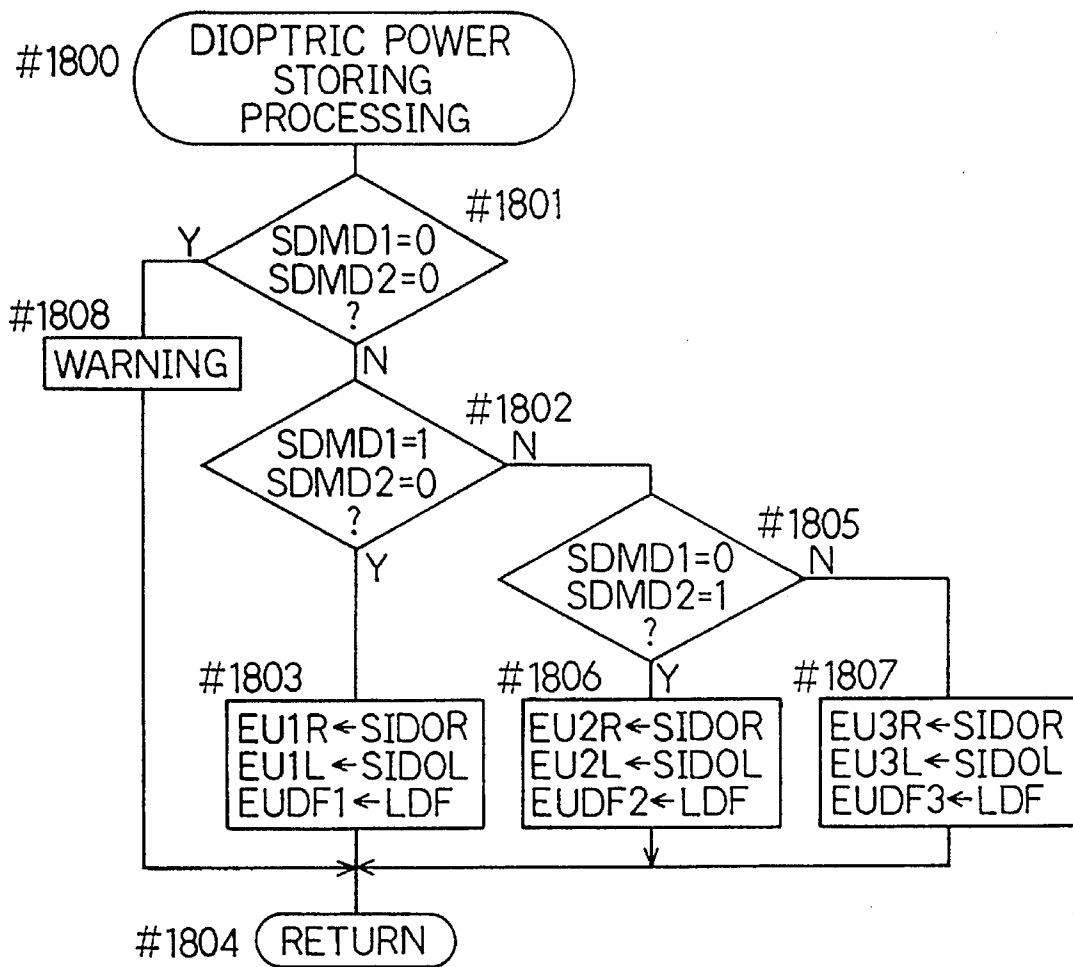 #1800
DIOPTRIC POWER
STORING
PROCESSING
#1801
SDMD1=0
SDMD2=0
?
Y
N
#1808
WARNING
#1802
SDMD1=1
SDMD2=0
?
N
Y
#1805
SDMD1=0
SDMD2=1
?
N
Y
#1803
EU1R←SIDOR
EU1L←SIDOL
EUDF1←LDF
#1806
EU2R←SIDOR
EU2L←SIDOL
EUDF2←LDF
#1807
EU3R←SIDOR
EU3L←SIDOL
EUDF3←LDF
#1804
RETURN